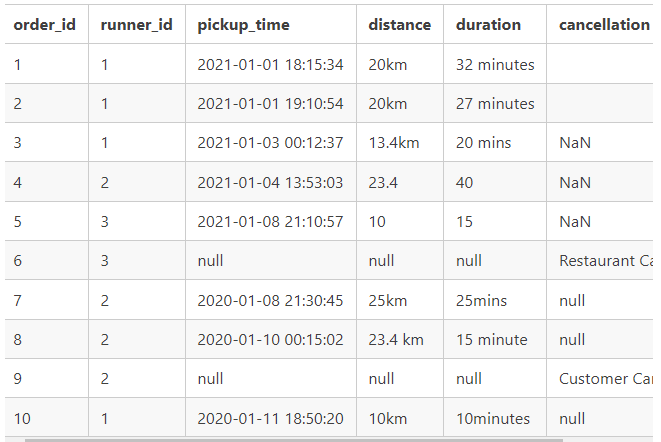 order_id runner_id pickup_time distance duration cancellation
1 1 2021-01-01 18:15:34 20km 32 minutes
2 1 2021-01-01 19:10:54 20km 27 minutes
3 1 2021-01-03 00:12:37 13.4km 20 mins NaN
4 2 2021-01-04 13:53:03 23.4 40 NaN
5 3 2021-01-08 21:10:57 10 15 NaN
6 3 null null null Restaurant Ca
7 2 2020-01-08 21:30:45 25km 25mins null
8 2 2020-01-10 00:15:02 23.4 km 15 minute null
9 2 null null null Customer Can
10 1 2020-01-11 18:50:20 10km 10minutes null